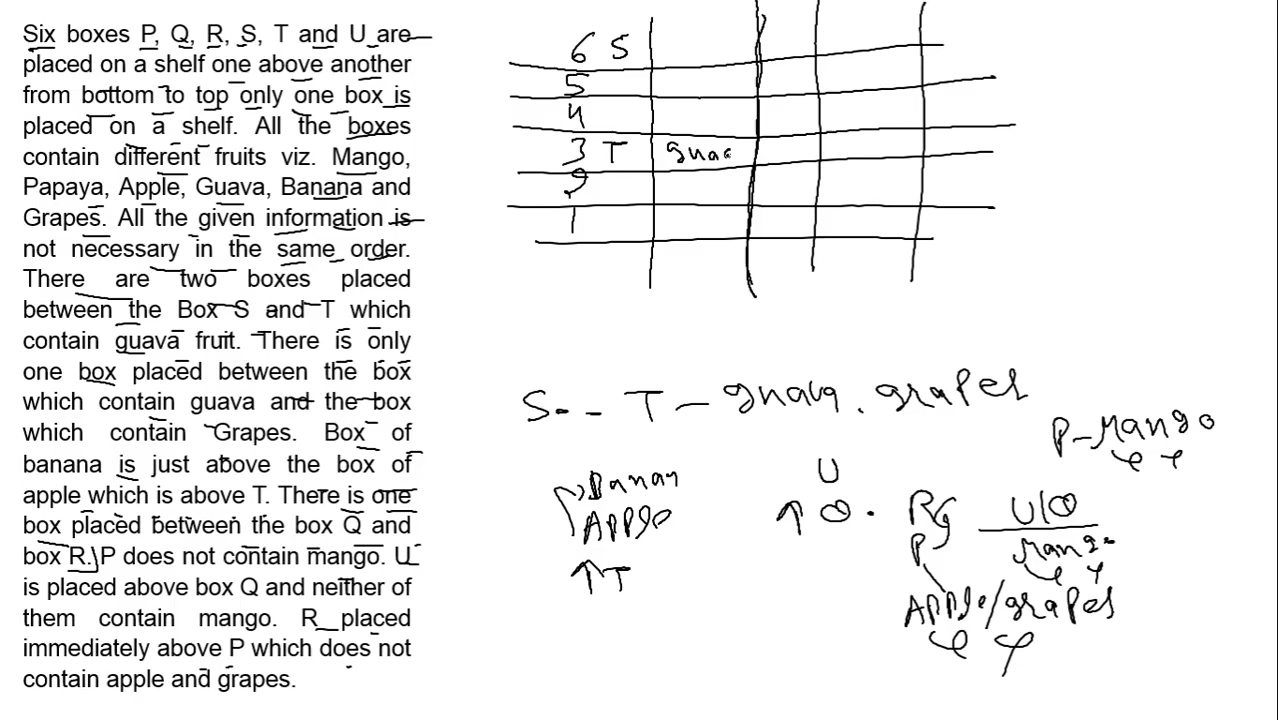 Six boxes P, Q, R, S, T and U are
placed on a shelf one above another
from bottom to top only one box is
placed on a shelf. All the boxes
contain different fruits viz. Mango,
Papaya, Apple, Guava, Banana and
Grapes. All the given information is
not necessary in the same order.
There are two boxes placed
between the Box S and T which
contain guava fruit. There is only
one box placed between the box
which contain guava and the box
which contain Grapes. Box of
banana is just above the box of
apple which is above T. There is one
box placed between the box Q and
box R. P does not contain mango. U
is placed above box Q and neither of
them contain mango. R placed
immediately above P which does not
contain apple and grapes.
6 S
5
4
3 T guac
2
1
S - - T - guava . grapes
P - Mango
Banan
Apple
T
U
R
P
U/Q
Mang
Apple/grapes